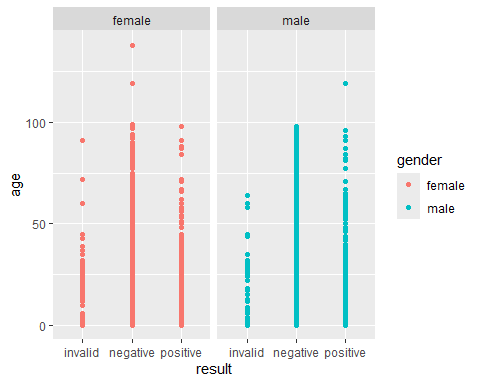 female male
100
50
0
age
invalid negative positive invalid negative positive
result
gender
female
male